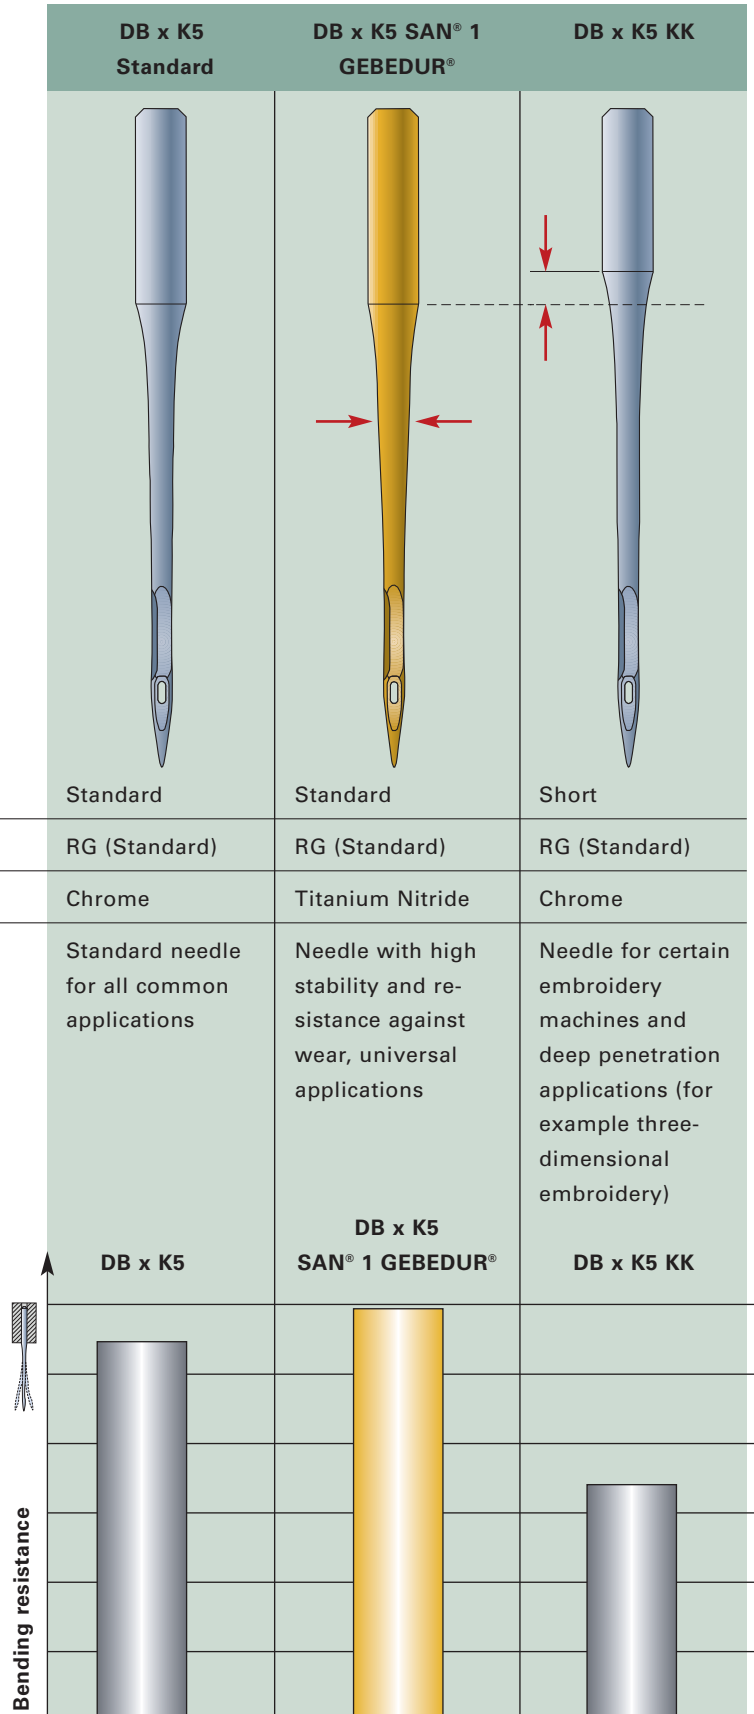 DB x K5
Standard
DB x K5 SAN® 1
GEBEDUR®
DB x K5 KK
Standard
Standard
Short
RG (Standard)
RG (Standard)
RG (Standard)
Chrome
Titanium Nitride
Chrome
Standard needle
for all common
applications
Needle with high
stability and re-
sistance against
wear, universal
applications
Needle for certain
embroidery
machines and
deep penetration
applications (for
example three-
dimensional
embroidery)
DB x K5
DB x K5
SAN® 1 GEBEDUR®
DB x K5 KK
Bending resistance